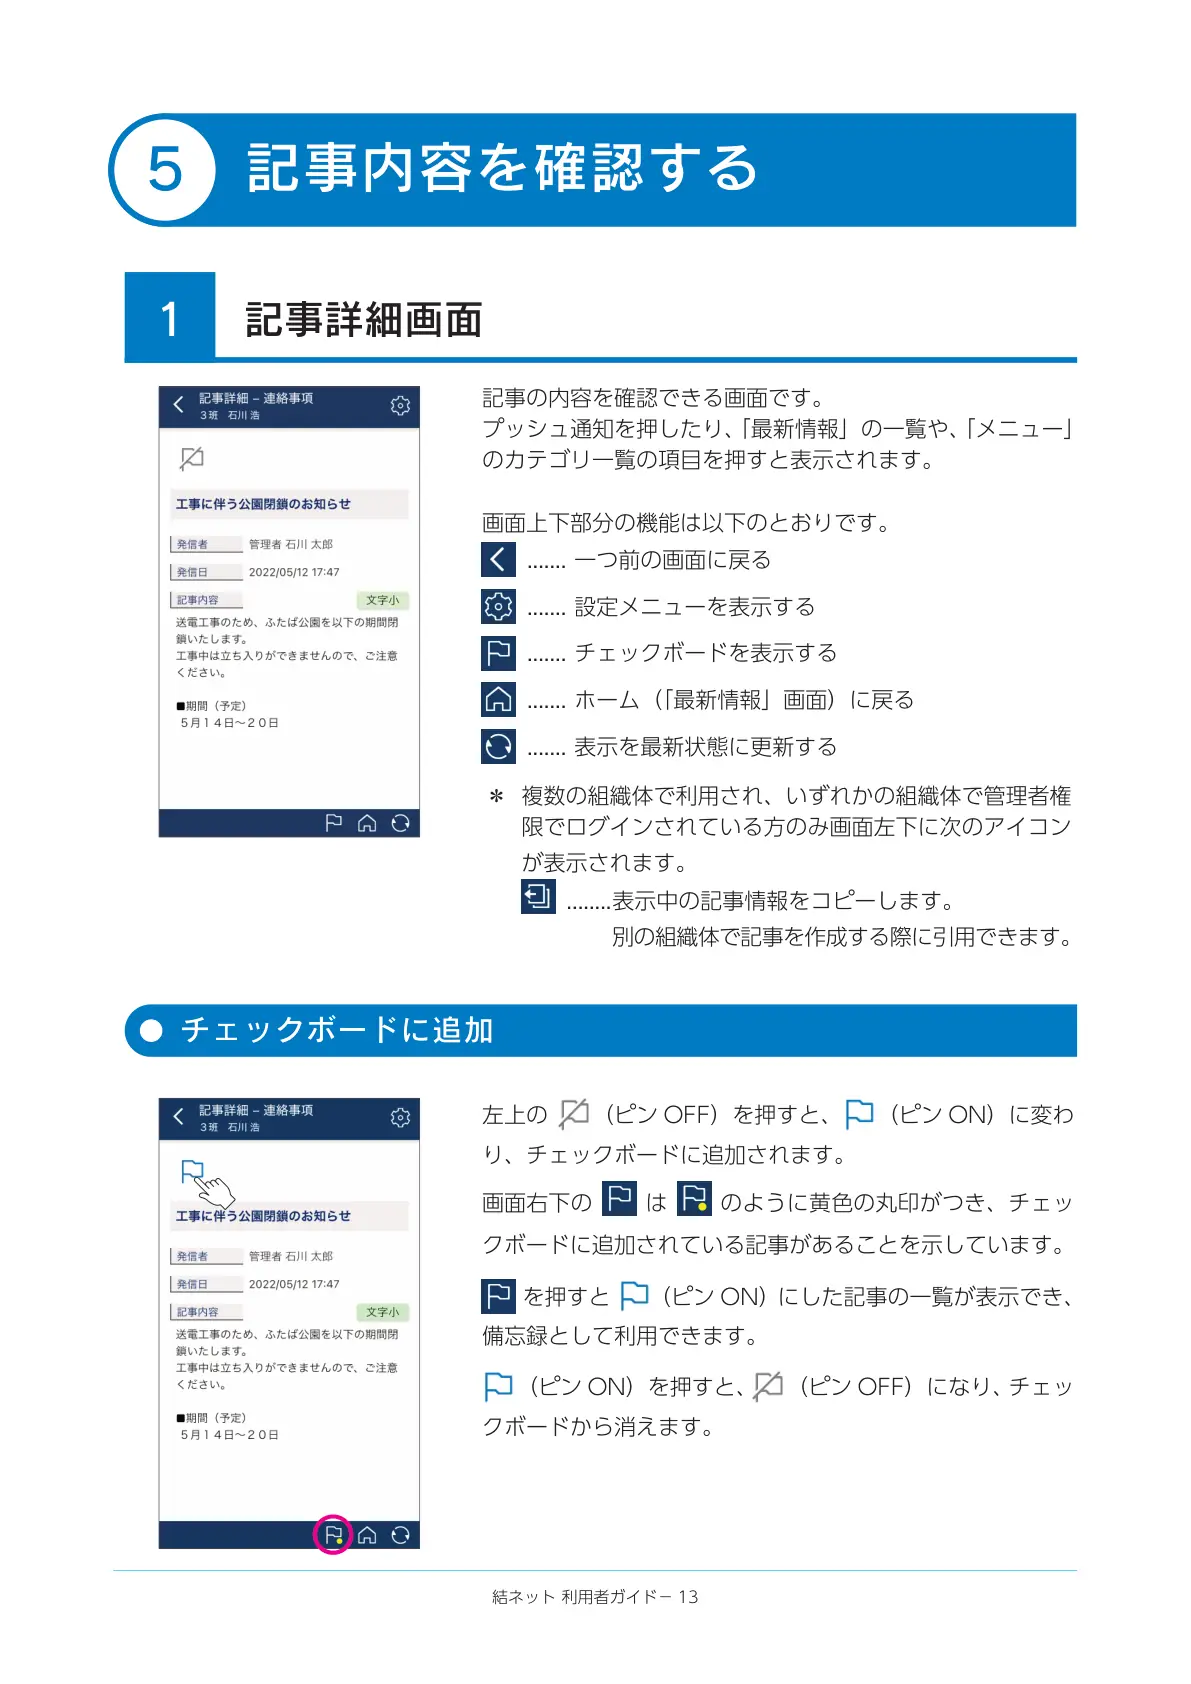 5 記事内容を確認する
1 記事詳細画面
記事詳細 – 連絡事項
3班 石川 浩
工事に伴う公園閉鎖のお知らせ
発信者 管理者 石川 太郎
発信日 2022/05/12 17:47
記事内容 文字小
送電工事のため、ふたば公園を以下の期間閉
鎖いたします。
工事中は立ち入りができませんので、ご注意
ください。
■期間（予定）
５月１４日〜２０日
記事の内容を確認できる画面です。
プッシュ通知を押したり、「最新情報」の一覧や、「メニュー」
のカテゴリ一覧の項目を押すと表示されます。
画面上下部分の機能は以下のとおりです。
....... 一つ前の画面に戻る
....... 設定メニューを表示する
....... チェックボードを表示する
....... ホーム（「最新情報」画面）に戻る
....... 表示を最新状態に更新する
＊ 複数の組織体で利用され、いずれかの組織体で管理者権
限でログインされている方のみ画面左下に次のアイコン
が表示されます。
........表示中の記事情報をコピーします。
別の組織体で記事を作成する際に引用できます。
● チェックボードに追加
記事詳細 – 連絡事項
3班 石川 浩
工事に伴う公園閉鎖のお知らせ
発信者 管理者 石川 太郎
発信日 2022/05/12 17:47
記事内容 文字小
送電工事のため、ふたば公園を以下の期間閉
鎖いたします。
工事中は立ち入りができませんので、ご注意
ください。
■期間（予定）
５月１４日〜２０日
左上の （ピン OFF）を押すと、 （ピン ON）に変わ
り、チェックボードに追加されます。
画面右下の は のように黄色の丸印がつき、チェッ
クボードに追加されている記事があることを示しています。
を押すと （ピン ON）にした記事の一覧が表示でき、
備忘録として利用できます。
（ピン ON）を押すと、 （ピン OFF）になり、チェッ
クボードから消えます。
結ネット 利用者ガイド− 13